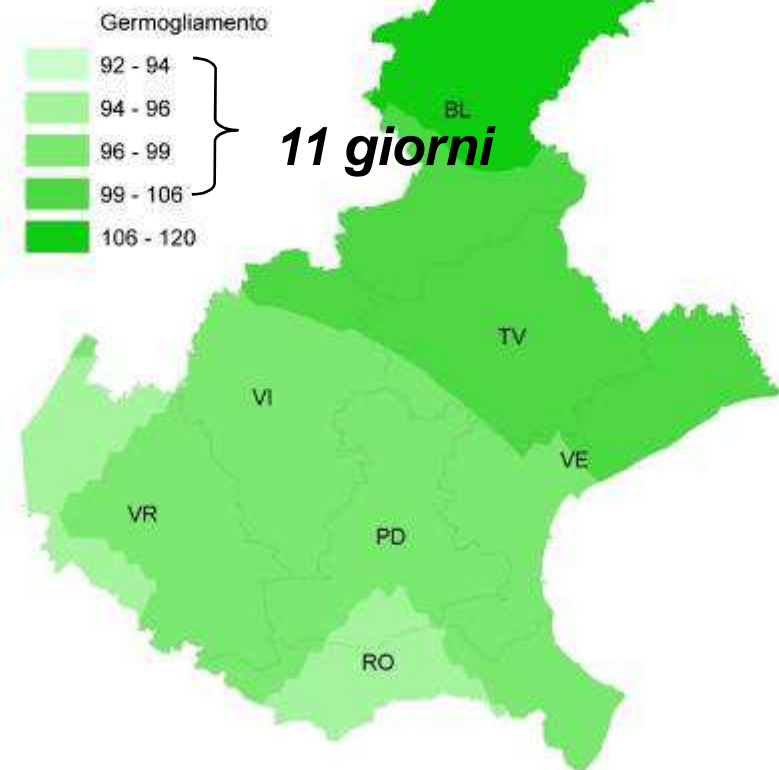 Germogliamento
92 - 94
94 - 96
96 - 99
99 - 106
106 - 120
11 giorni
BL
TV
VI
VE
VR
PD
RO